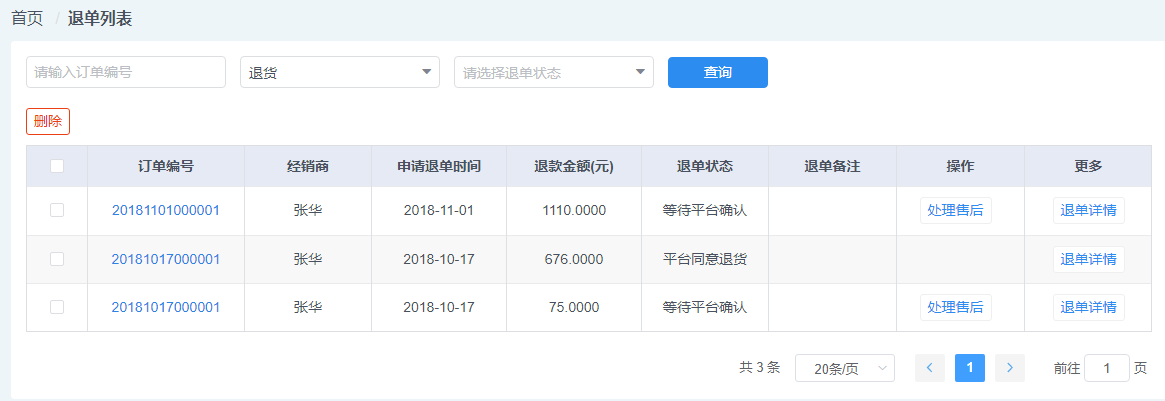 首页 / 退单列表
请输入订单编号 退货 请选择退单状态 查询
删除
订单编号 经销商 申请退单时间 退款金额(元) 退单状态 退单备注 操作 更多
20181101000001 张华 2018-11-01 1110.0000 等待平台确认 处理售后 退单详情
20181017000001 张华 2018-10-17 676.0000 平台同意退货 退单详情
20181017000001 张华 2018-10-17 75.0000 等待平台确认 处理售后 退单详情
共 3 条 20条/页 1 前往 1 页